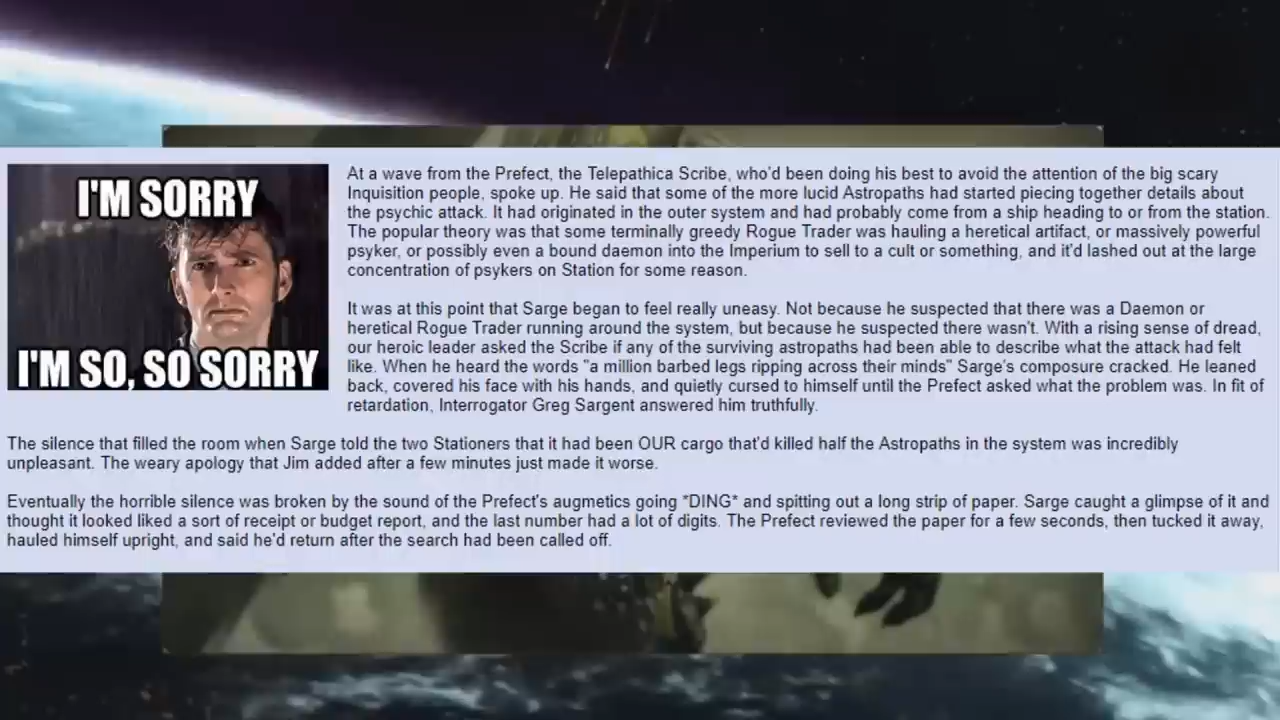 I'M SORRY
I'M SO, SO SORRY
At a wave from the Prefect, the Telepathica Scribe, who'd been doing his best to avoid the attention of the big scary
Inquisition people, spoke up. He said that some of the more lucid Astropaths had started piecing together details about
the psychic attack. It had originated in the outer system and had probably come from a ship heading to or from the station.
The popular theory was that some terminally greedy Rogue Trader was hauling a heretical artifact, or massively powerful
psyker, or possibly even a bound daemon into the Imperium to sell to a cult or something, and it'd lashed out at the large
concentration of psykers on Station for some reason.
It was at this point that Sarge began to feel really uneasy. Not because he suspected that there was a Daemon or
heretical Rogue Trader running around the system, but because he suspected there wasn't. With a rising sense of dread,
our heroic leader asked the Scribe if any of the surviving astropaths had been able to describe what the attack had felt
like. When he heard the words "a million barbed legs ripping across their minds" Sarge's composure cracked. He leaned
back, covered his face with his hands, and quietly cursed to himself until the Prefect asked what the problem was. In fit of
retardation, Interrogator Greg Sargent answered him truthfully.
The silence that filled the room when Sarge told the two Stationers that it had been OUR cargo that'd killed half the Astropaths in the system was incredibly
unpleasant. The weary apology that Jim added after a few minutes just made it worse.
Eventually the horrible silence was broken by the sound of the Prefect's augmetics going *DING* and spitting out a long strip of paper. Sarge caught a glimpse of it and
thought it looked liked a sort of receipt or budget report, and the last number had a lot of digits. The Prefect reviewed the paper for a few seconds, then tucked it away,
hauled himself upright, and said he'd return after the search had been called off.